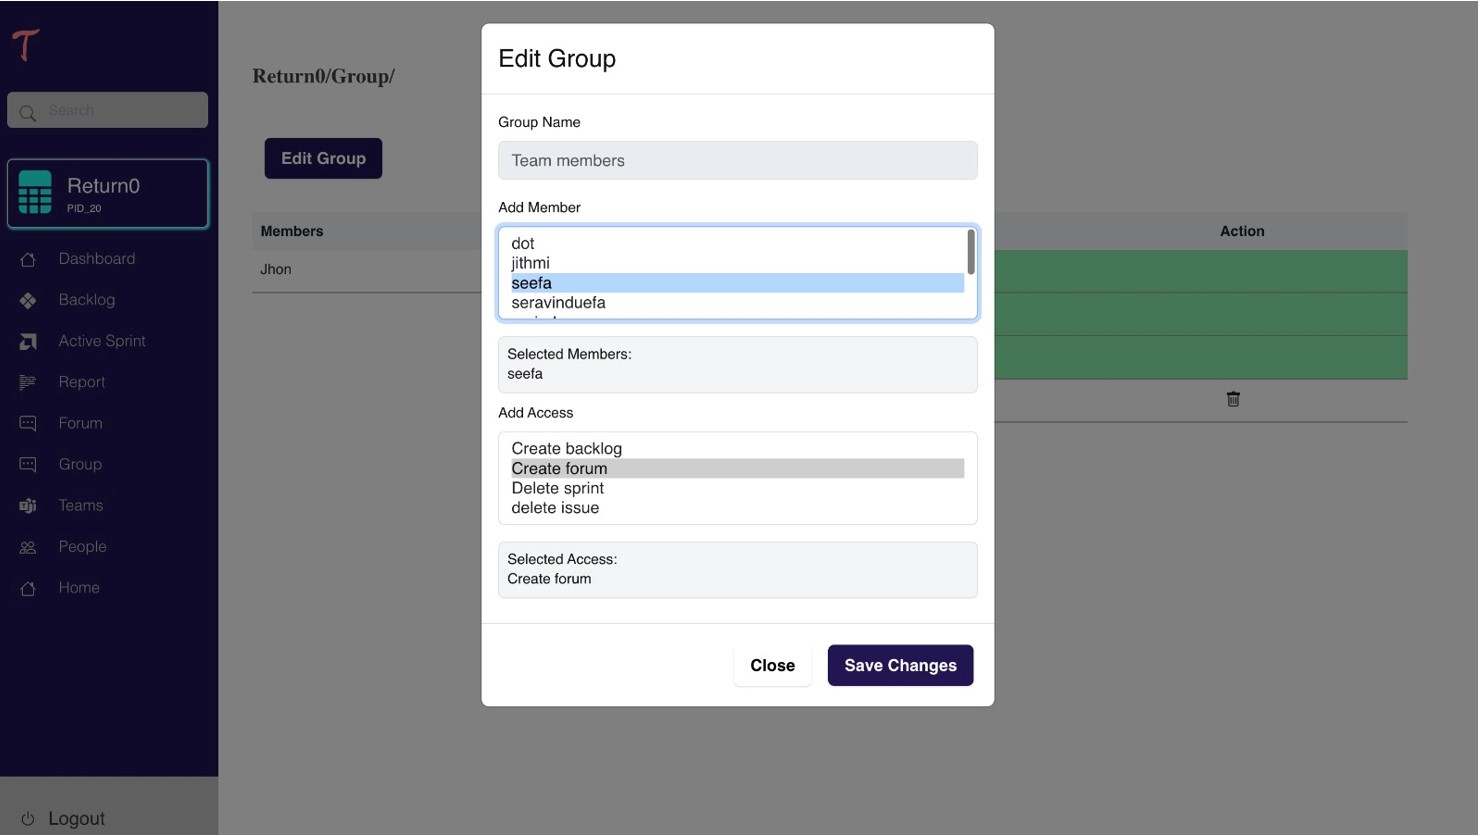 Search
Return0
PID_20
Dashboard
Backlog
Active Sprint
Report
Forum
Group
Teams
People
Home
Logout
Return0/Group/
Edit Group
Members
Action
Jhon
Edit Group
Group Name
Team members
Add Member
dot
jithmi
seefa
seravinduefa
Selected Members:
seefa
Add Access
Create backlog
Create forum
Delete sprint
delete issue
Selected Access:
Create forum
Close
Save Changes